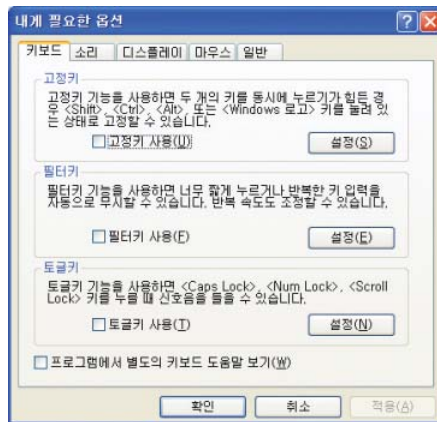 내게 필요한 옵션
키보드 소리 디스플레이 마우스 일반
고정키
고정키 기능을 사용하면 두 개의 키를 동시에 누르기가 힘든 경
우 <Shift>, <Ctrl>, <Alt>, 또는 <Windows 로고> 키를 눌려 있
는 상태로 고정할 수 있습니다.
고정키 사용(U)
설정(S)
필터키
필터키 기능을 사용하면 너무 짧게 누르거나 반복한 키 입력을
자동으로 무시할 수 있습니다. 반복 속도도 조정할 수 있습니다.
필터키 사용(F)
설정(E)
토글키
토글키 기능을 사용하면 <Caps Lock>, <Num Lock>, <Scroll
Lock> 키를 누를 때 신호음을 들을 수 있습니다.
토글키 사용(T)
설정(N)
프로그램에서 별도의 키보드 도움말 보기(W)
확인 취소 적용(A)